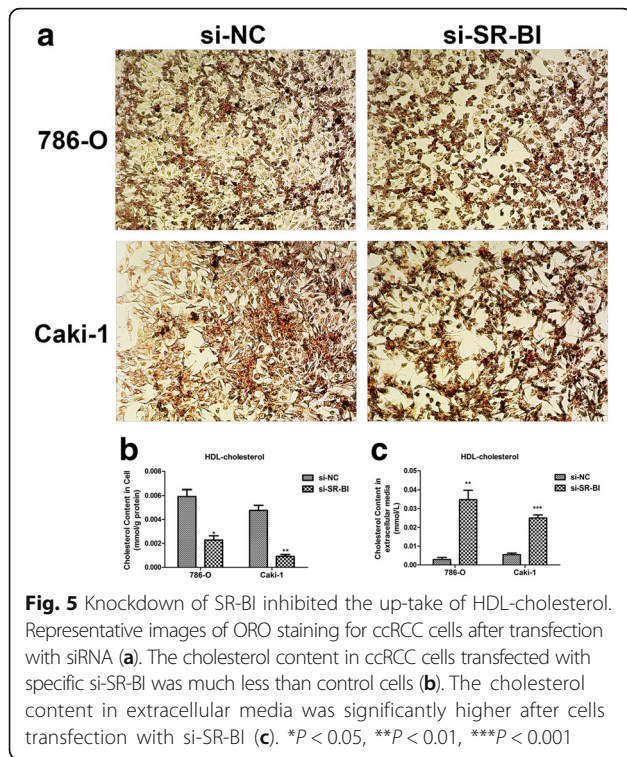 a
si-NC
si-SR-BI
786-O
Caki-1
b
HDL-cholesterol
Cholesterol Content in Cell
(mmol/g protein)
0.008
0.006
0.004
0.002
0.000
*
**
786-O
Caki-1
si-NC
si-SR-BI
c
HDL-cholesterol
Cholesterol Content in
extracellular media
mmol/L)
0.05
0.04
0.03
0.02
0.01
0.00
**
***
786-O
Caki-1
si-NC
si-SR-BI
Fig. 5 Knockdown of SR-BI inhibited the up-take of HDL-cholesterol.
Representative images of ORO staining for ccRCC cells after transfection
with siRNA (a). The cholesterol content in ccRCC cells transfected with
specific si-SR-BI was much less than control cells (b). The cholesterol
content in extracellular media was significantly higher after cells
transfection with si-SR-BI (c). *P < 0.05, **P < 0.01, ***P < 0.001